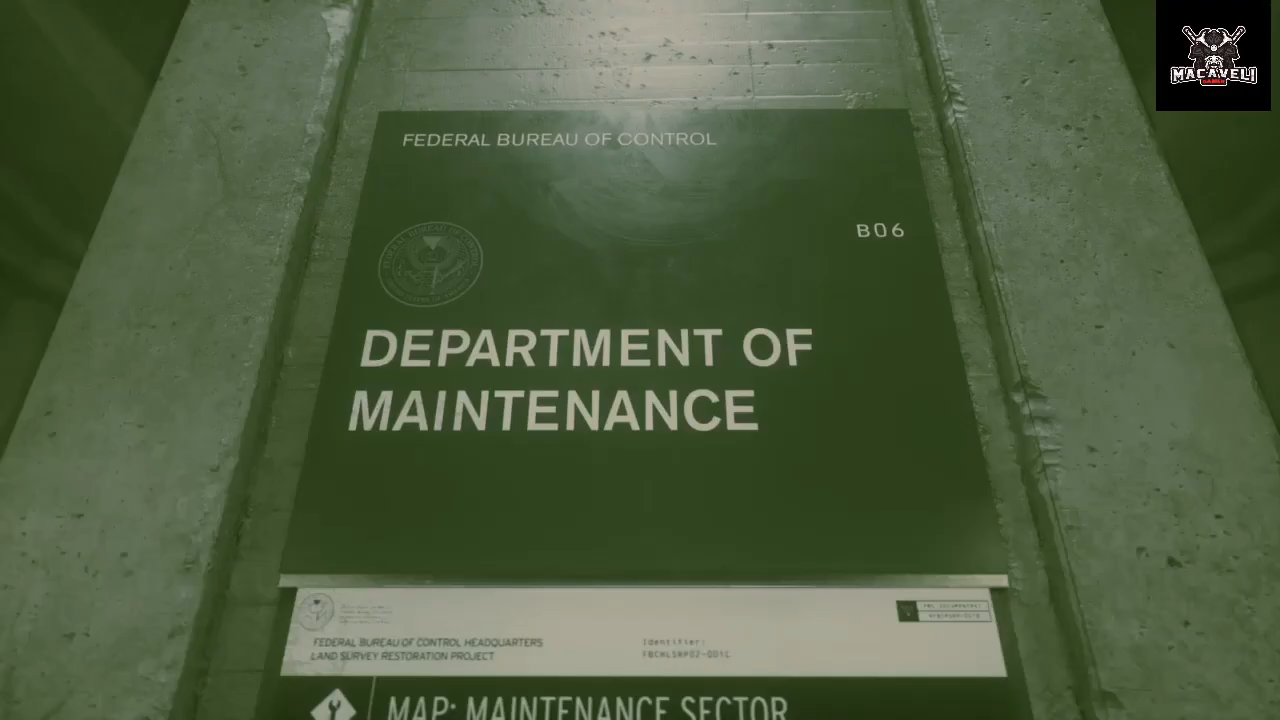 MACAVELI
GAMER
FEDERAL BUREAU OF CONTROL
B06
DEPARTMENT OF
MAINTENANCE
FEDERAL BUREAU OF CONTROL HEADQUARTERS
LAND SURVEY RESTORATION PROJECT
Identifier:
MAP: MAINTENANCE SECTOR